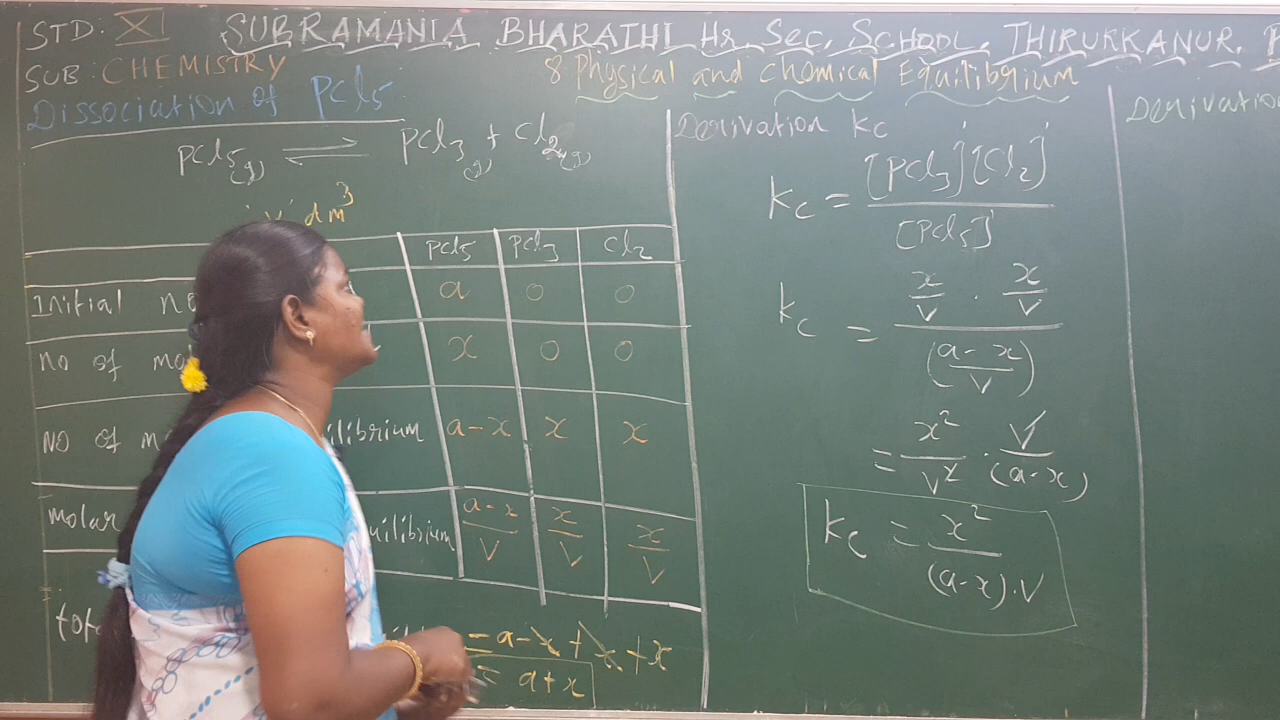 STD: XI SUBRAMANIA BHARATHI Hr. Sec. SCHOOL, THIRUKKANUR. P
SUB: CHEMISTRY
8. Physical and Chemical Equilibrium
Dissociation of PCl5
PCl5(g) ⇌ PCl3(g) + Cl2(g)
'V' dm³
PCl5 PCl3 Cl2
Initial no a 0 0
No of mo x 0 0
NO of m ilibrium a-x x x
molar uilibrium a-x/V x/V x/V
tot = a-x+x+x
= a+x
Derivation Kc
Kc = [PCl3]' [Cl2]' / [PCl5]'
Kc = x/V . x/V / (a-x/V)
= x²/V² . V/(a-x)
Kc = x²/(a-x).V
Derivation